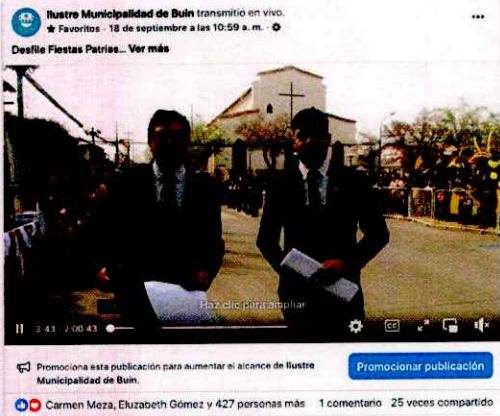 Ilustre Municipalidad de Buin transmitió en vivo.
Favoritos · 18 de septiembre a las 10:59 a. m. ·
Desfile Fiestas Patrias... Ver más
Haz clic para ampliar
3:43 · 2:00:43
CC
Promociona esta publicación para aumentar el alcance de Ilustre
Municipalidad de Buin.
Promocionar publicación
Carmen Meza, Eluzabeth Gómez y 427 personas más 1 comentario 25 veces compartido